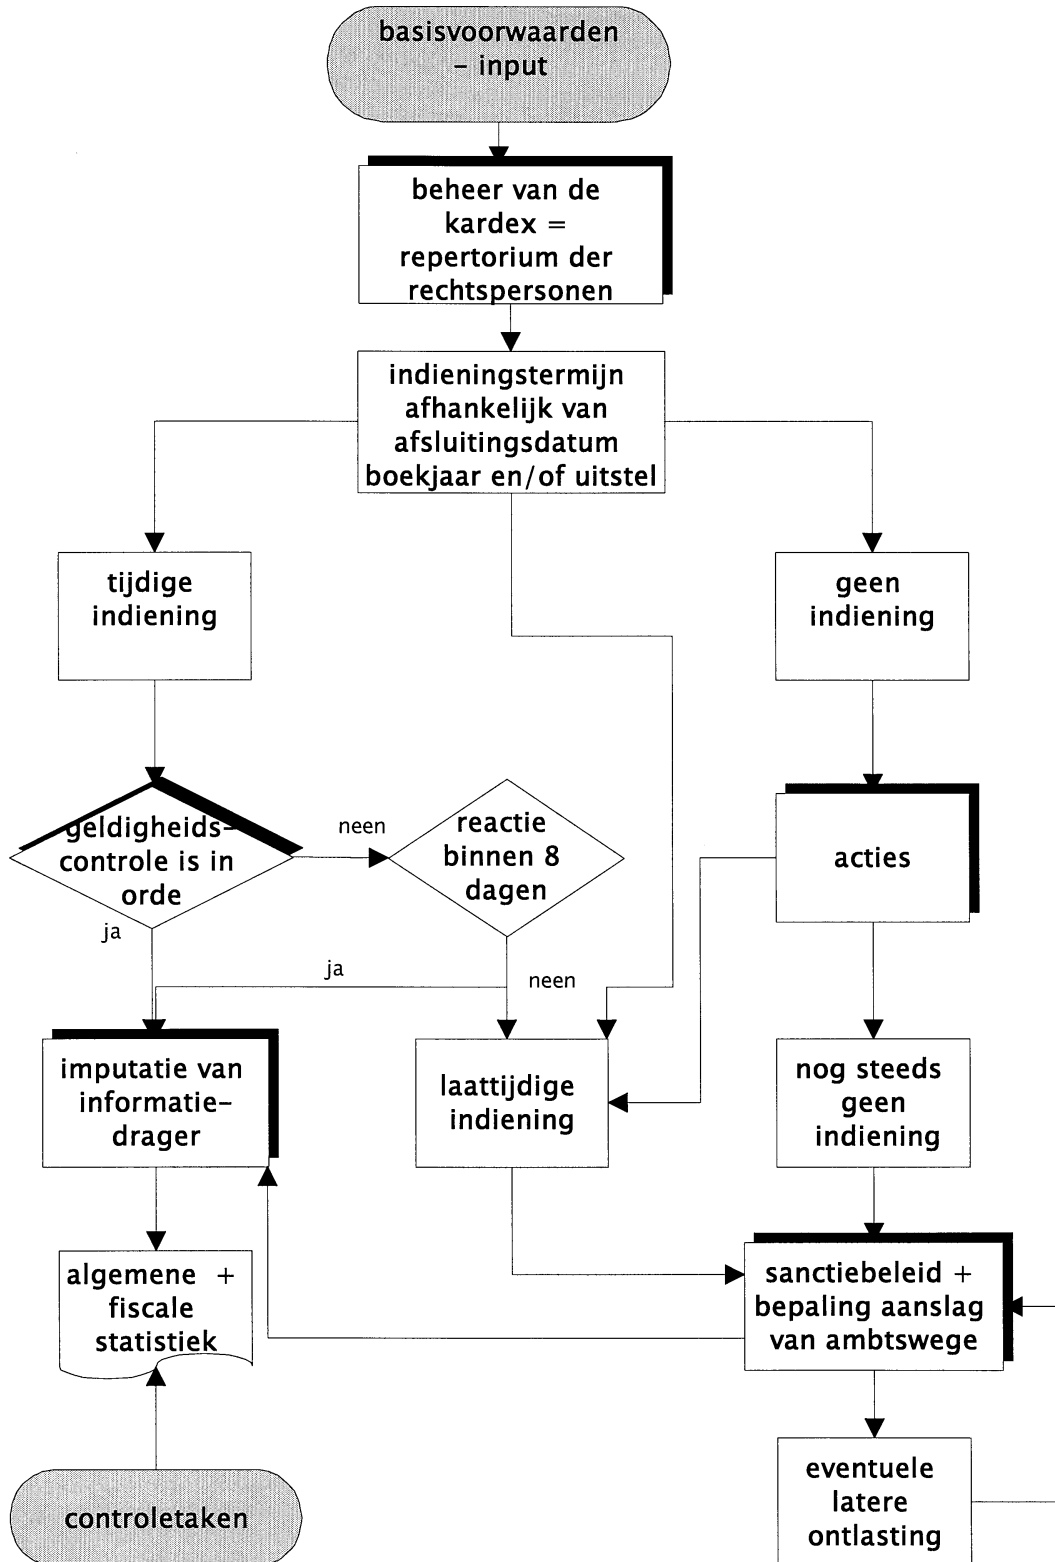 basisvoorwaarden
- input
beheer van de
kardex =
repertorium der
rechtspersonen
indieningstermijn
afhankelijk van
afsluitingsdatum
boekjaar en/of uitstel
tijdige
indiening
geen
indiening
geldigheids-
controle is in
orde
neen
reactie
binnen 8
dagen
acties
ja
ja
neen
imputatie van
informatie-
drager
laattijdige
indiening
nog steeds
geen
indiening
algemene +
fiscale
statistiek
sanctiebeleid +
bepaling aanslag
van ambtswege
controletaken
eventuele
latere
ontlasting